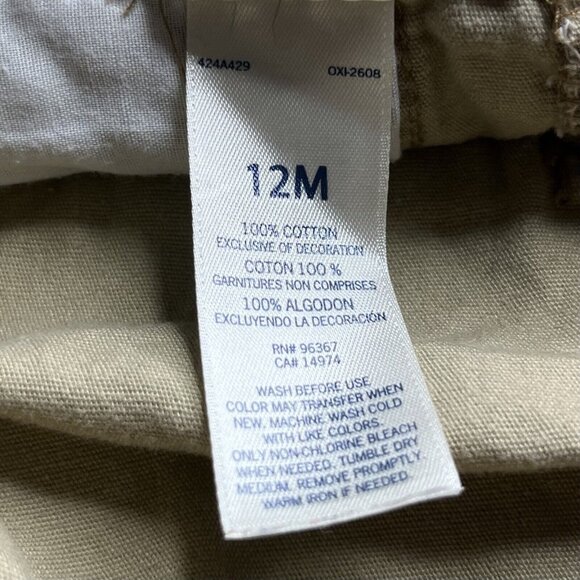 424A429 OXI-2608
12M
100% COTTON
EXCLUSIVE OF DECORATION
COTON 100 %
GARNITURES NON COMPRISES
100% ALGODON
EXCLUYENDO LA DECORACIÓN
RN# 96367
CA# 14974
WASH BEFORE USE
COLOR MAY TRANSFER WHEN
NEW. MACHINE WASH COLD
WITH LIKE COLORS.
ONLY NON-CHLORINE BLEACH
WHEN NEEDED. TUMBLE DRY
MEDIUM. REMOVE PROMPTLY.
WARM IRON IF NEEDED.